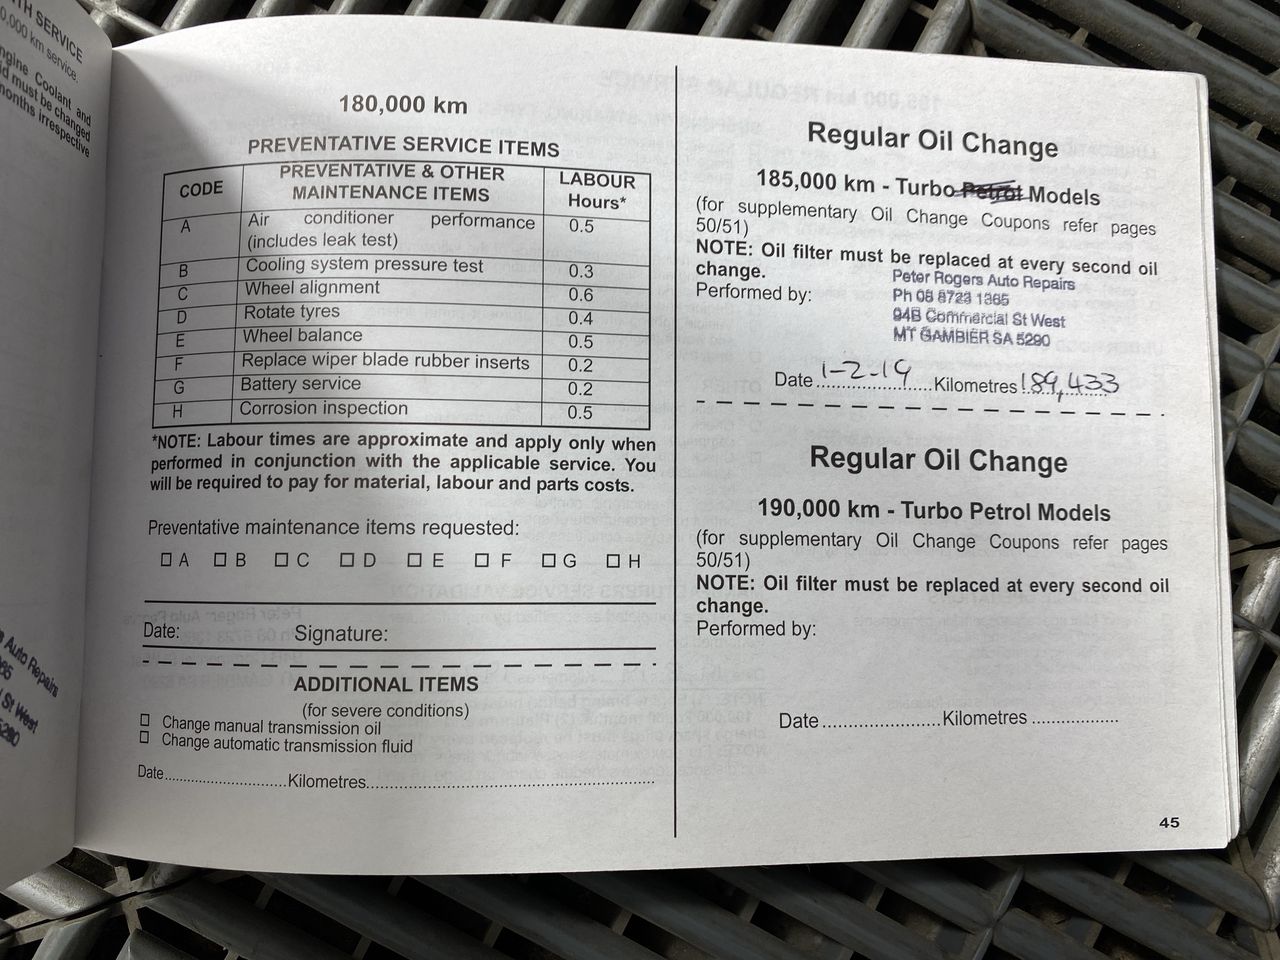 TH SERVICE
0,000 km service.
ngine Coolant and
d must be changed
months irrespective
Auto Repairs
St West
5290
180,000 km
PREVENTATIVE SERVICE ITEMS
CODE PREVENTATIVE & OTHER MAINTENANCE ITEMS LABOUR Hours*
A Air conditioner performance (includes leak test) 0.5
B Cooling system pressure test 0.3
C Wheel alignment 0.6
D Rotate tyres 0.4
E Wheel balance 0.5
F Replace wiper blade rubber inserts 0.2
G Battery service 0.2
H Corrosion inspection 0.5
*NOTE: Labour times are approximate and apply only when
performed in conjunction with the applicable service. You
will be required to pay for material, labour and parts costs.
Preventative maintenance items requested:
☐ A ☐ B ☐ C ☐ D ☐ E ☐ F ☐ G ☐ H
Date: Signature:
ADDITIONAL ITEMS
(for severe conditions)
☐ Change manual transmission oil
☐ Change automatic transmission fluid
Date............................Kilometres....................................................................
Regular Oil Change
185,000 km - Turbo Petrol Models
(for supplementary Oil Change Coupons refer pages
50/51)
NOTE: Oil filter must be replaced at every second oil
change.
Performed by:
Peter Rogers Auto Repairs
Ph 08 8723 1365
94B Commercial St West
MT GAMBIER SA 5290
Date 1-2-19 Kilometres 189,433
Regular Oil Change
190,000 km - Turbo Petrol Models
(for supplementary Oil Change Coupons refer pages
50/51)
NOTE: Oil filter must be replaced at every second oil
change.
Performed by:
Date ........................Kilometres .................
45